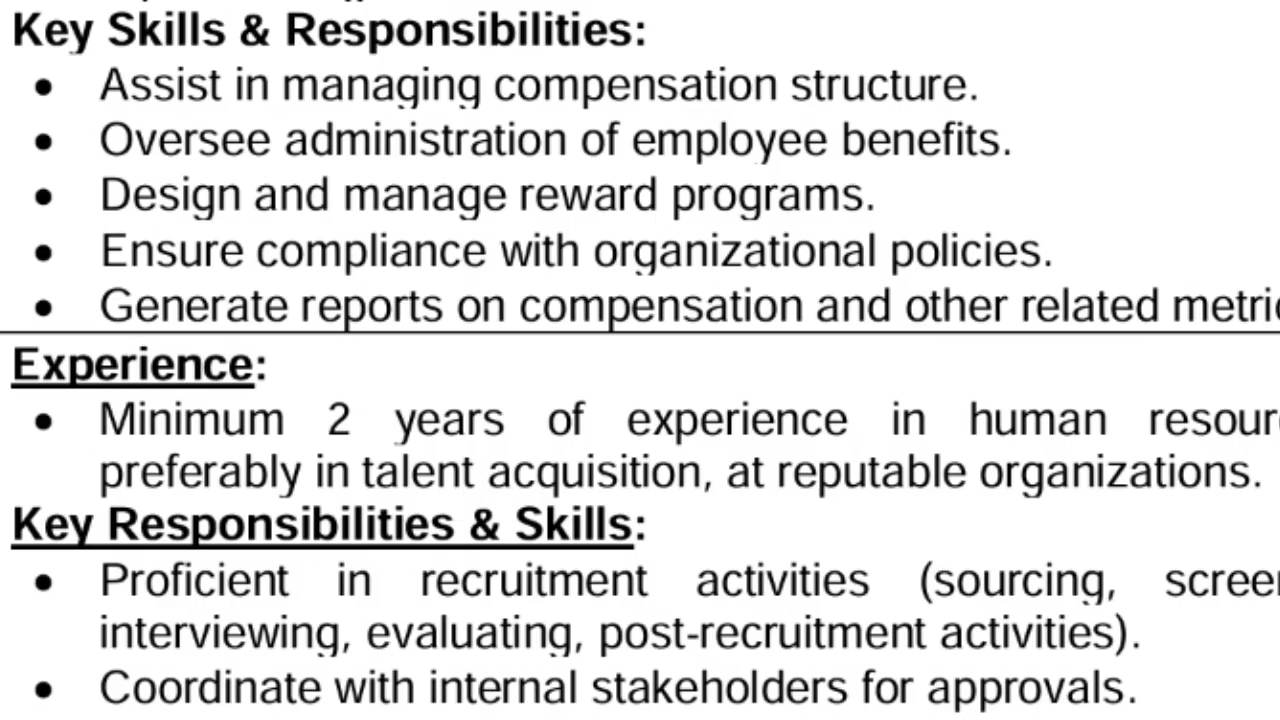 Key Skills & Responsibilities:
• Assist in managing compensation structure.
• Oversee administration of employee benefits.
• Design and manage reward programs.
• Ensure compliance with organizational policies.
• Generate reports on compensation and other related
Experience:
• Minimum 2 years of experience in human
preferably in talent acquisition, at reputable organizations.
Key Responsibilities & Skills:
• Proficient in recruitment activities (sourcing,
interviewing, evaluating, post-recruitment activities).
• Coordinate with internal stakeholders for approvals.